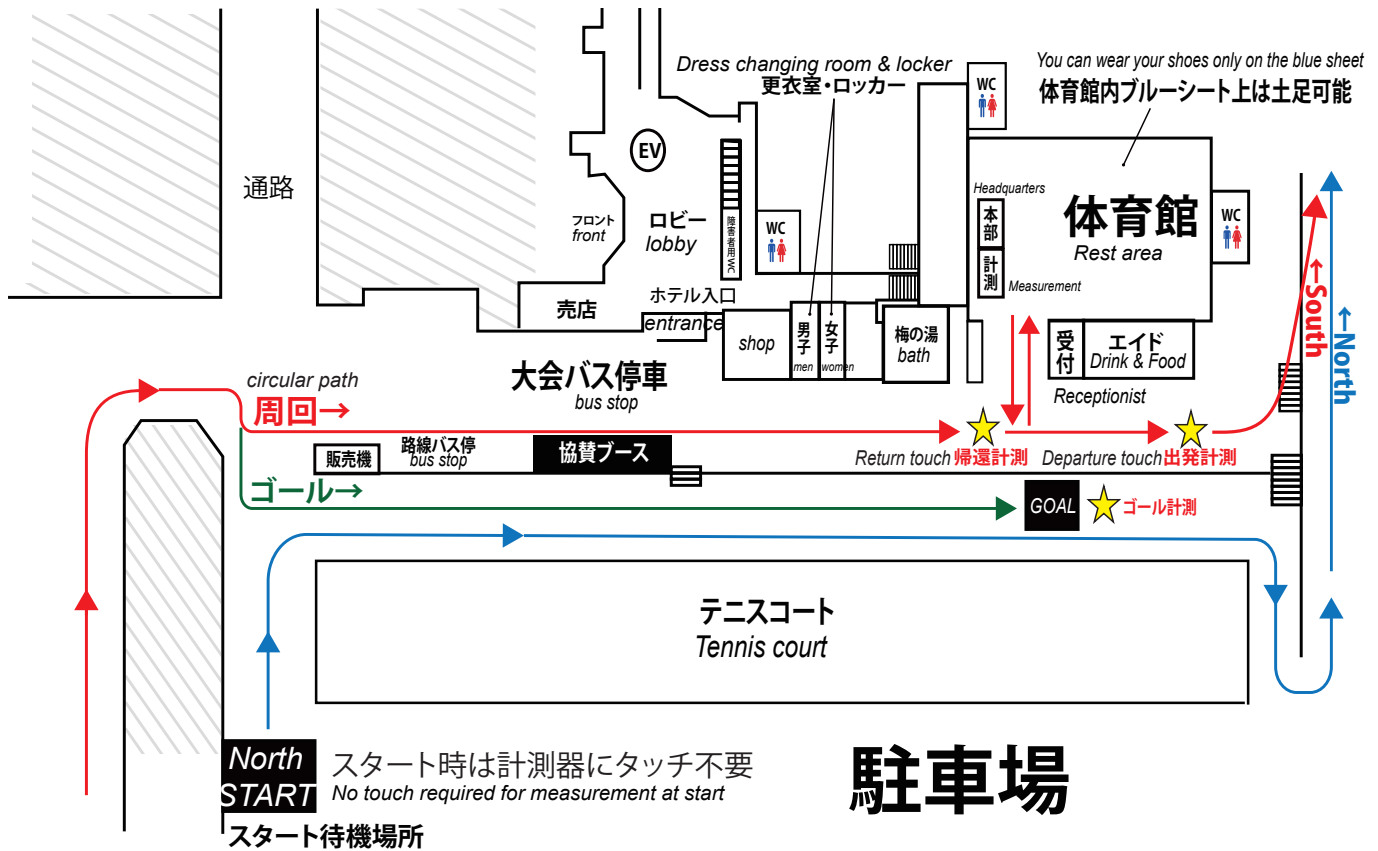 Dress changing room & locker
更衣室・ロッカー
You can wear your shoes only on the blue sheet
体育館内ブルーシート上は土足可能
WC
EV
通路
フロント
front
ロビー
lobby
障害者用WC
WC
Headquarters
本部
計測
Measurement
体育館
Rest area
WC
←South
←North
売店
ホテル入口
entrance
shop
男子
men
女子
women
梅の湯
bath
受付
エイド
Drink & Food
Receptionist
大会バス停車
bus stop
circular path
周回→
販売機
路線バス停
bus stop
協賛ブース
Return touch 帰還計測
Departure touch 出発計測
ゴール→
GOAL
ゴール計測
テニスコート
Tennis court
North
START
スタート時は計測器にタッチ不要
No touch required for measurement at start
スタート待機場所
駐車場